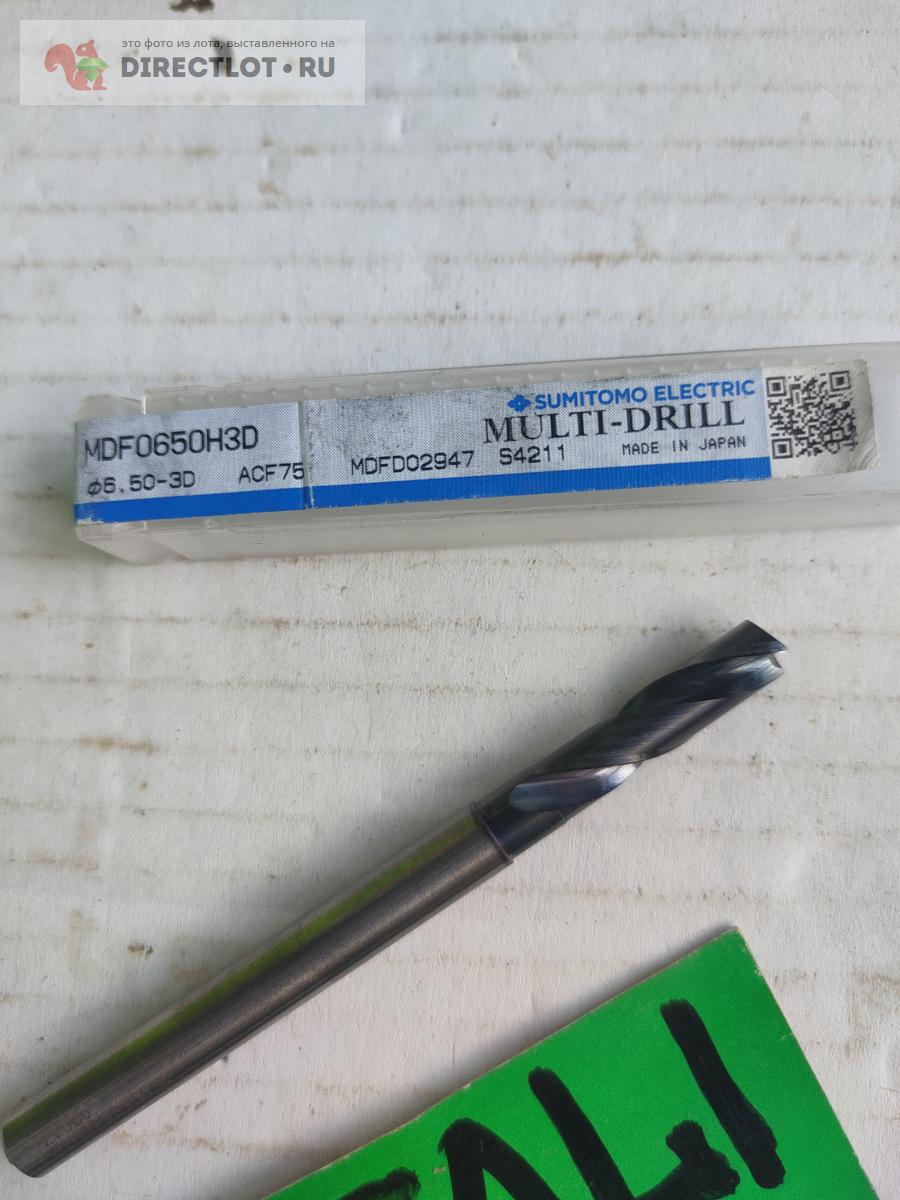 это фото из лота, выставленного на
DIRECTLOT•RU
SUMITOMO ELECTRIC
MULTI-DRILL
MDF0650H3D
MDFD02947 S4211 MADE IN JAPAN
φ6.50-3D ACF75